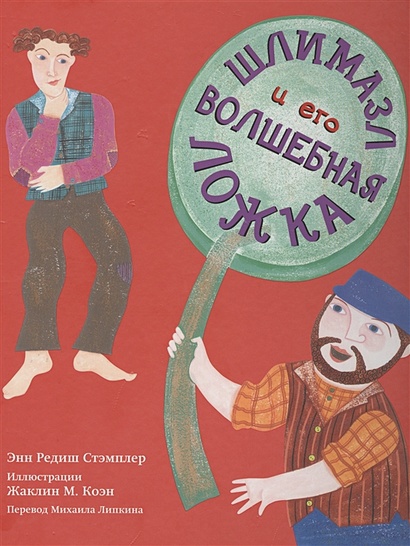 ШЛИМАЗЛ
и его
ВОЛШЕБНАЯ
ЛОЖКА
Энн Редиш Стэмплер
Иллюстрации
Жаклин М. Коэн
Перевод Михаила Липкина